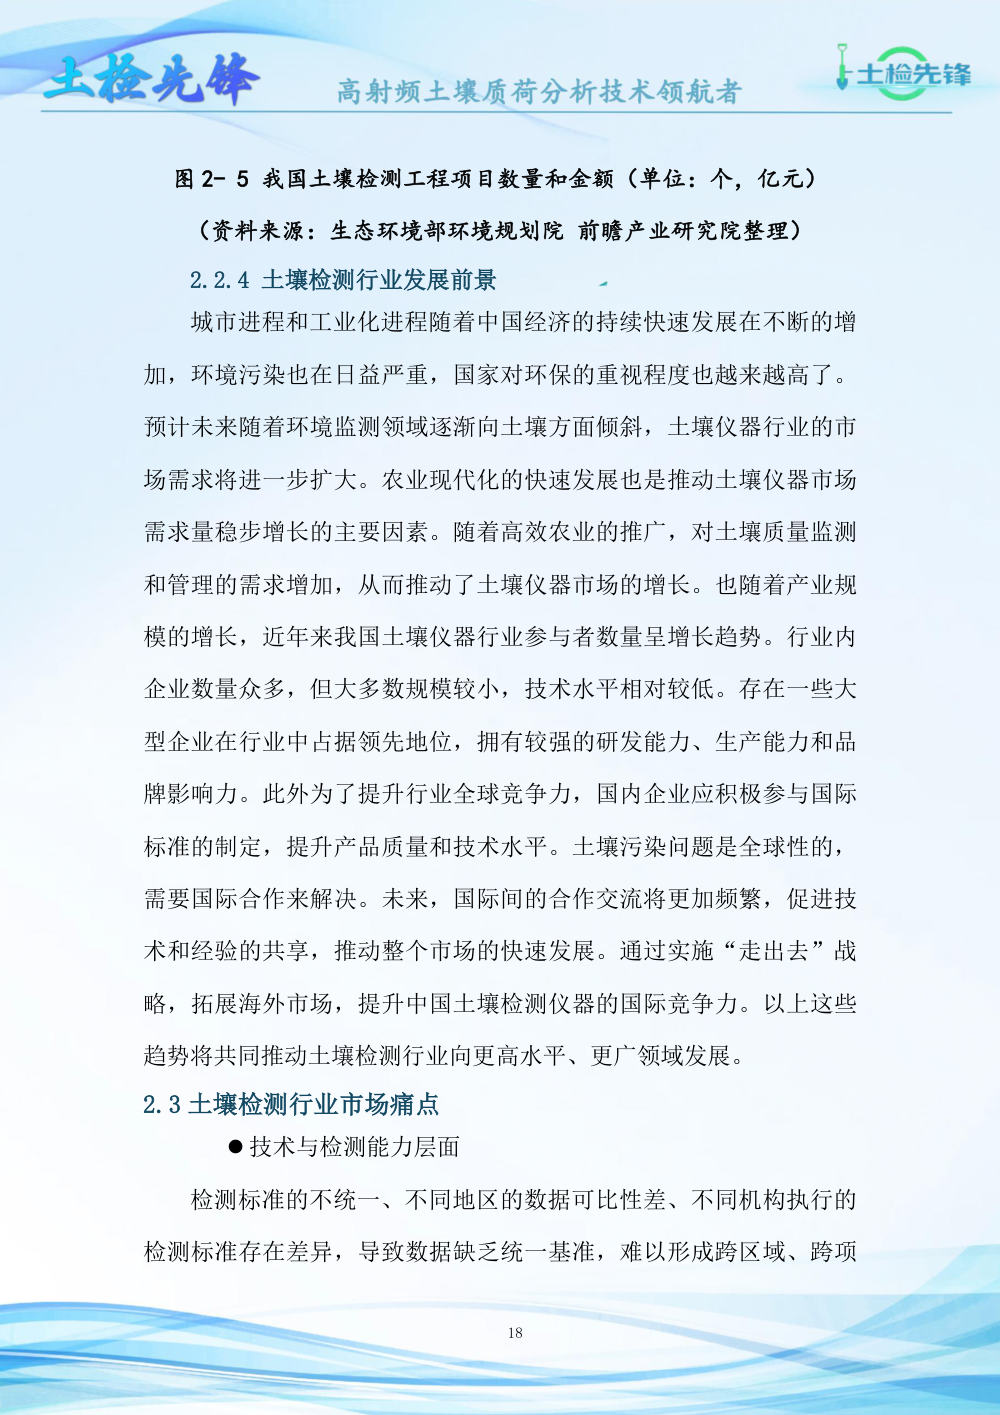 土检先锋
高射频土壤质荷分析技术领航者
土检先锋
图2- 5 我国土壤检测工程项目数量和金额（单位：个，亿元）
（资料来源：生态环境部环境规划院 前瞻产业研究院整理）
2.2.4 土壤检测行业发展前景
城市进程和工业化进程随着中国经济的持续快速发展在不断的增
加，环境污染也在日益严重，国家对环保的重视程度也越来越高了。
预计未来随着环境监测领域逐渐向土壤方面倾斜，土壤仪器行业的市
场需求将进一步扩大。农业现代化的快速发展也是推动土壤仪器市场
需求量稳步增长的主要因素。随着高效农业的推广，对土壤质量监测
和管理的需求增加，从而推动了土壤仪器市场的增长。也随着产业规
模的增长，近年来我国土壤仪器行业参与者数量呈增长趋势。行业内
企业数量众多，但大多数规模较小，技术水平相对较低。存在一些大
型企业在行业中占据领先地位，拥有较强的研发能力、生产能力和品
牌影响力。此外为了提升行业全球竞争力，国内企业应积极参与国际
标准的制定，提升产品质量和技术水平。土壤污染问题是全球性的，
需要国际合作来解决。未来，国际间的合作交流将更加频繁，促进技
术和经验的共享，推动整个市场的快速发展。通过实施“走出去”战
略，拓展海外市场，提升中国土壤检测仪器的国际竞争力。以上这些
趋势将共同推动土壤检测行业向更高水平、更广领域发展。
2.3 土壤检测行业市场痛点
●技术与检测能力层面
检测标准的不统一、不同地区的数据可比性差、不同机构执行的
检测标准存在差异，导致数据缺乏统一基准，难以形成跨区域、跨项
18